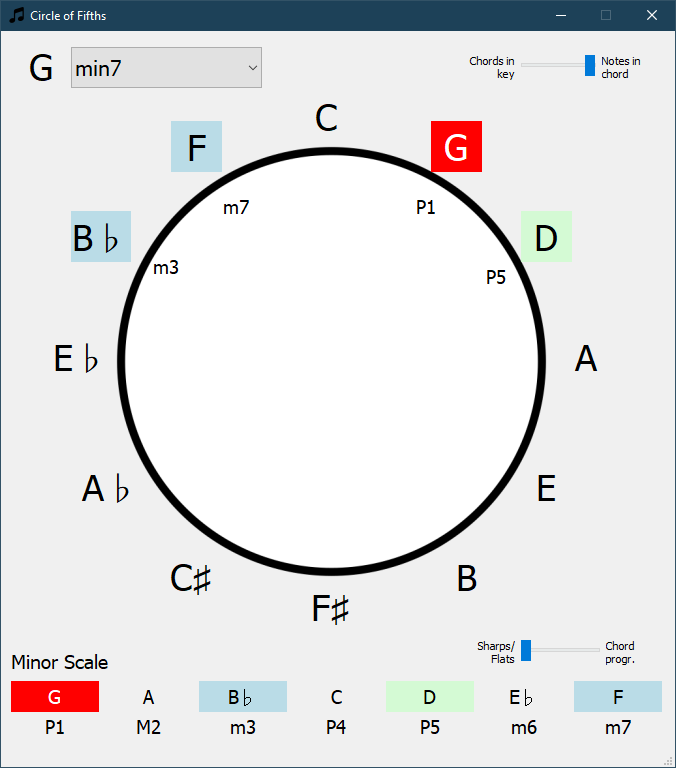 Circle of Fifths
G min7
Chords in key
Notes in chord
C
F G
m7 P1
B♭ D
m3 P5
E♭ A
A♭ E
C♯ B
F♯
Sharps/ Flats
Chord progr.
Minor Scale
G A B♭ C D E♭ F
P1 M2 m3 P4 P5 m6 m7